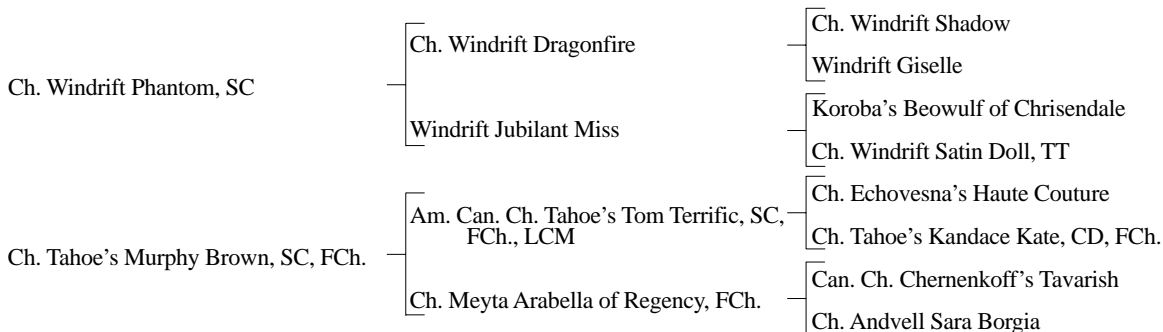 Ch. Windrift Shadow
Ch. Windrift Dragonfire
Windrift Giselle
Ch. Windrift Phantom, SC
Koroba’s Beowulf of Chrisendale
Windrift Jubilant Miss
Ch. Windrift Satin Doll, TT
Ch. Echovesna’s Haute Couture
Am. Can. Ch. Tahoe’s Tom Terrific, SC,
FCh., LCM
Ch. Tahoe’s Kandace Kate, CD, FCh.
Ch. Tahoe’s Murphy Brown, SC, FCh.
Can. Ch. Chernenkoff’s Tavarish
Ch. Meyta Arabella of Regency, FCh.
Ch. Andvell Sara Borgia